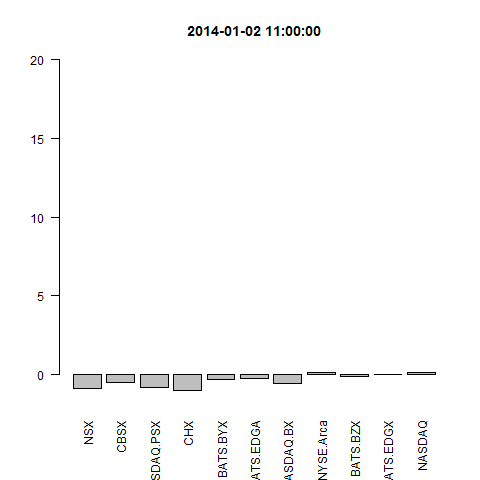 2014-01-02 11:00:00
20
15
10
5
0
NSX
CBSX
SDAQ.PSX
CHX
BATS.BYX
ATS.EDGA
ASDAQ.BX
NYSE.Arca
BATS.BZX
ATS.EDGX
NASDAQ